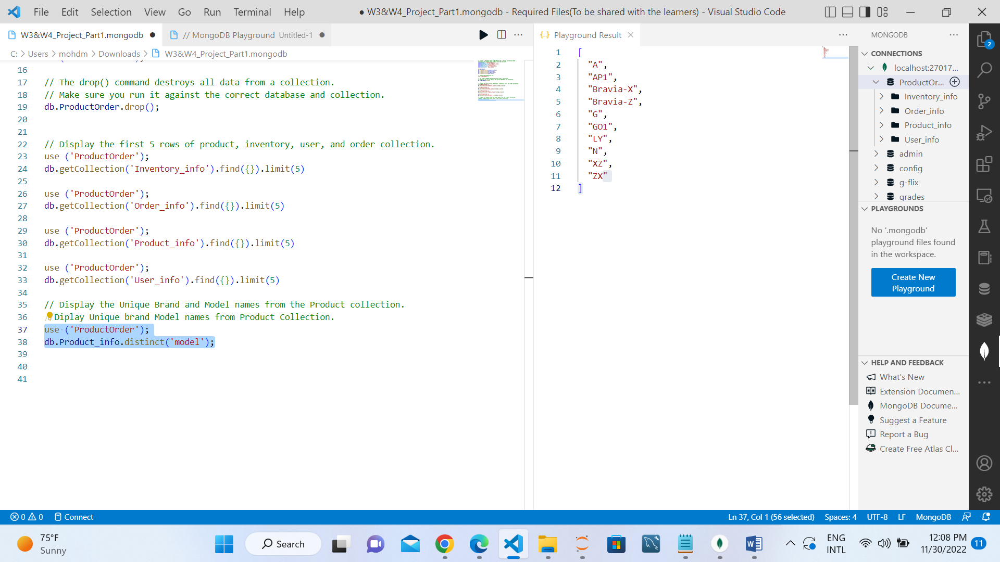 File Edit Selection View Go Run Terminal Help
● W3&W4_Project_Part1.mongodb - Required Files(To be shared with the learners) - Visual Studio Code
W3&W4_Project_Part1.mongodb ●
// MongoDB Playground Untitled-1 ●
C: > Users > mohdm > Downloads > W3&W4_Project_Part1.mongodb
16
17 // The drop() command destroys all data from a collection.
18 // Make sure you run it against the correct database and collection.
19 db.ProductOrder.drop();
20
21
22 // Display the first 5 rows of product, inventory, user, and order collection.
23 use ('ProductOrder');
24 db.getCollection('Inventory_info').find({}).limit(5)
25
26 use ('ProductOrder');
27 db.getCollection('Order_info').find({}).limit(5)
28
29 use ('ProductOrder');
30 db.getCollection('Product_info').find({}).limit(5)
31
32 use ('ProductOrder');
33 db.getCollection('User_info').find({}).limit(5)
34
35 // Display the Unique Brand and Model names from the Product collection.
36 /Diplay Unique brand Model names from Product Collection.
37 use ('ProductOrder');
38 db.Product_info.distinct('model');
39
40
41
Playground Result
1 [
2 "A",
3 "AP1",
4 "Bravia-X",
5 "Bravia-Z",
6 "G",
7 "GO1",
8 "LY",
9 "N",
10 "XZ",
11 "ZX"
12 ]
MONGODB
CONNECTIONS
localhost:27017...
ProductOr...
Inventory_info
Order_info
Product_info
User_info
admin
config
g-flix
grades
PLAYGROUNDS
No '.mongodb'
playground files found
in the workspace.
Create New
Playground
HELP AND FEEDBACK
What's New
Extension Documen...
MongoDB Docume...
Suggest a Feature
Report a Bug
Create Free Atlas Cl...
2
0 0 Connect
Ln 37, Col 1 (56 selected) Spaces: 4 UTF-8 LF MongoDB
75°F
Sunny
Search
ENG
INTL
12:08 PM
11/30/2022
11